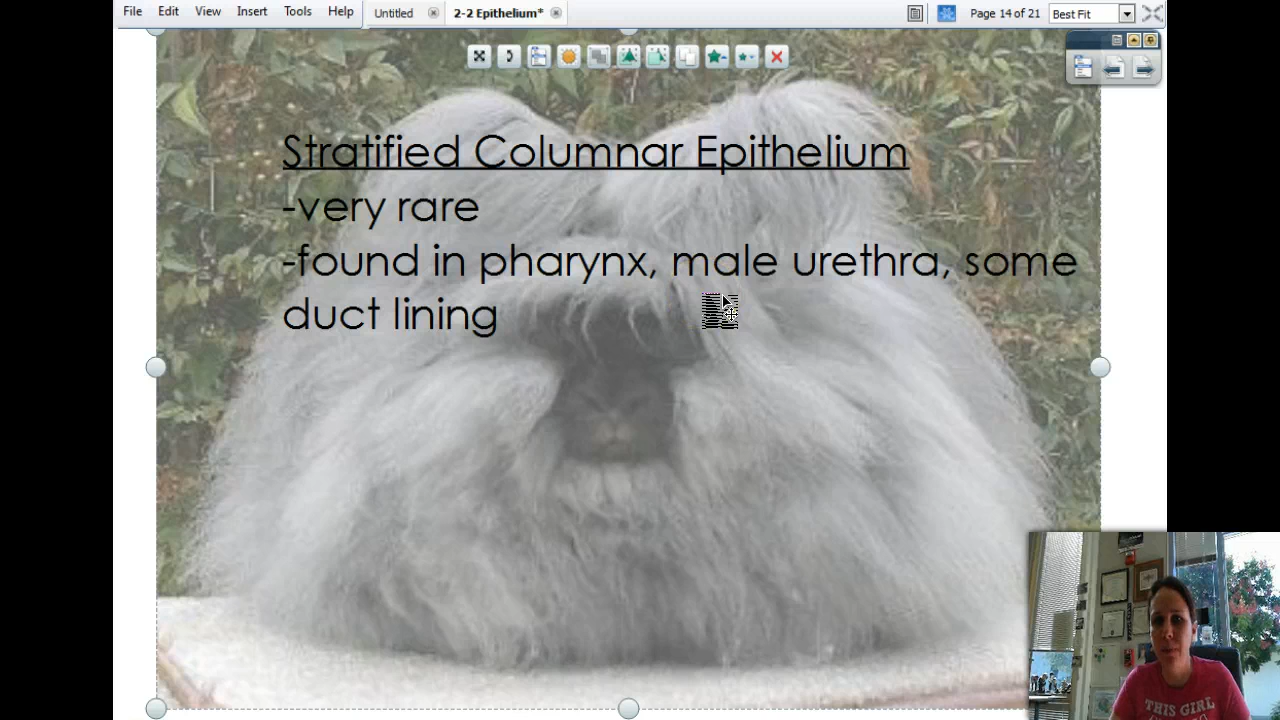 File Edit View Insert Tools Help Untitled 2-2 Epithelium* Page 14 of 21 Best Fit
Stratified Columnar Epithelium
-very rare
-found in pharynx, male urethra, some
duct lining
THIS GIRL